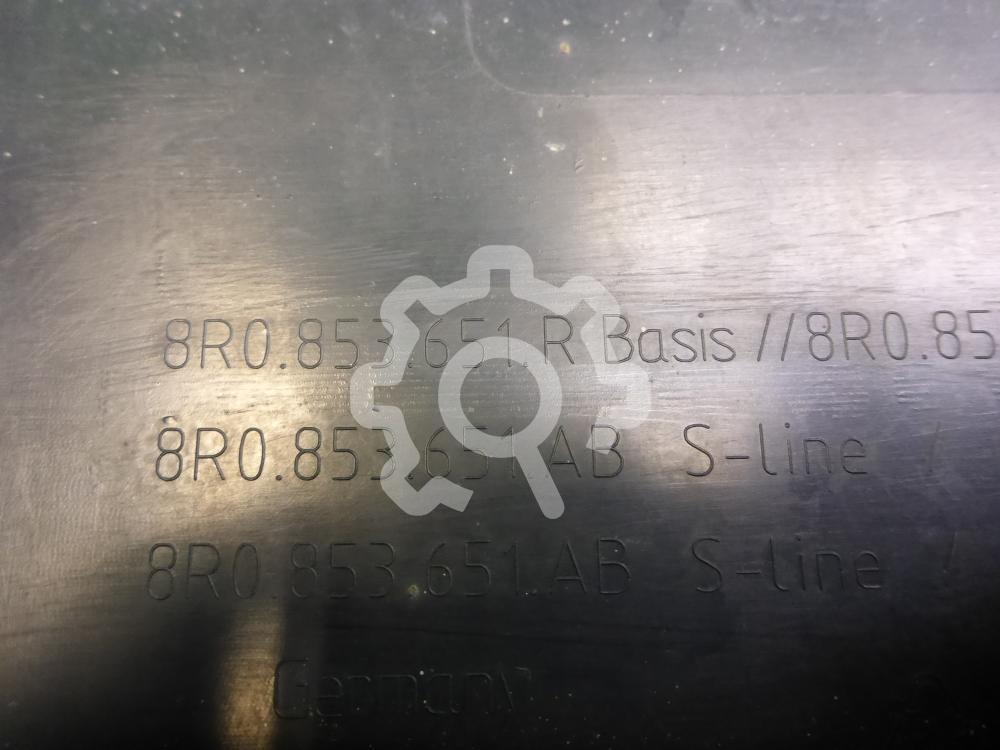 8R0.853.651.R Basis //8R0.85
8R0.853.651.AB S-line /
8R0.853.651.AB S-line /
Germany